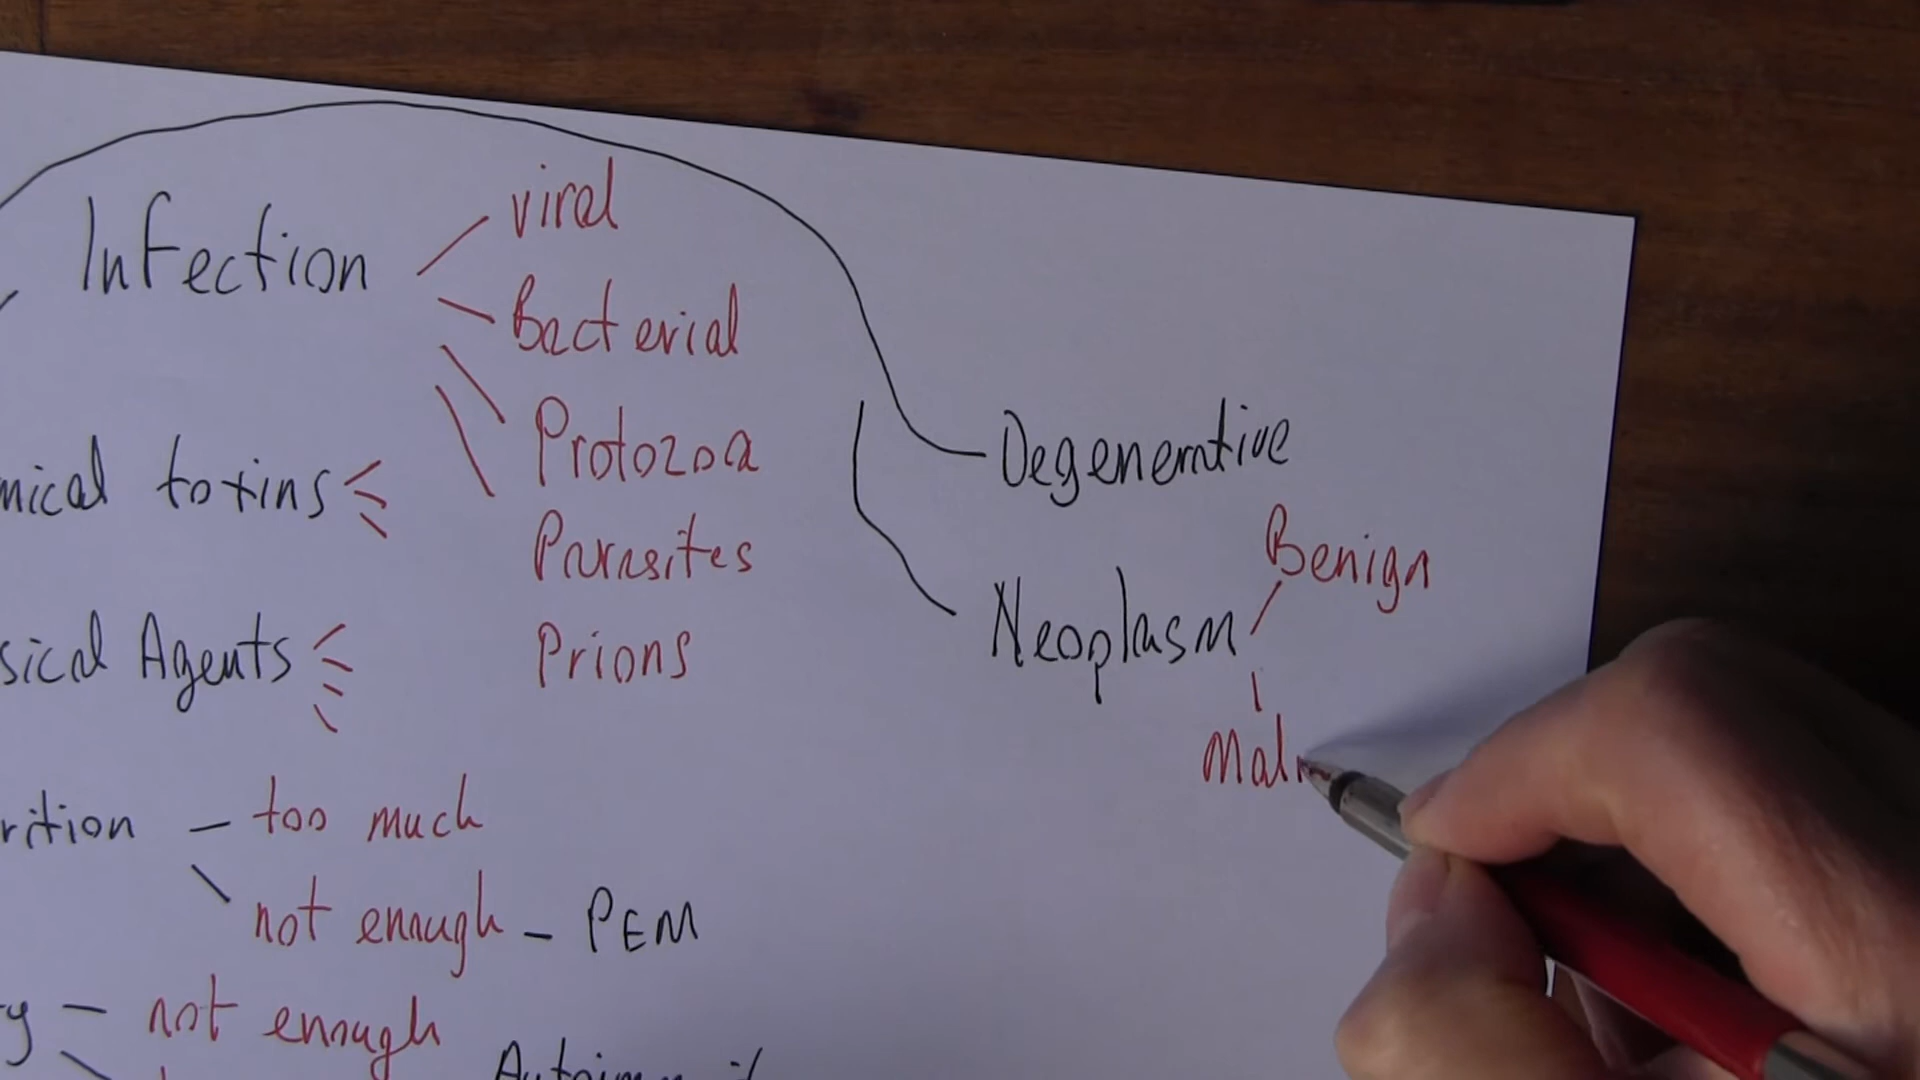 Infection
viral
Bacterial
Protozoa
Parasites
Prions
mical toxins
sical Agents
rition – too much
not enough – PEM
y – not enough
Degenerative
Neoplasm
Benign
Mal